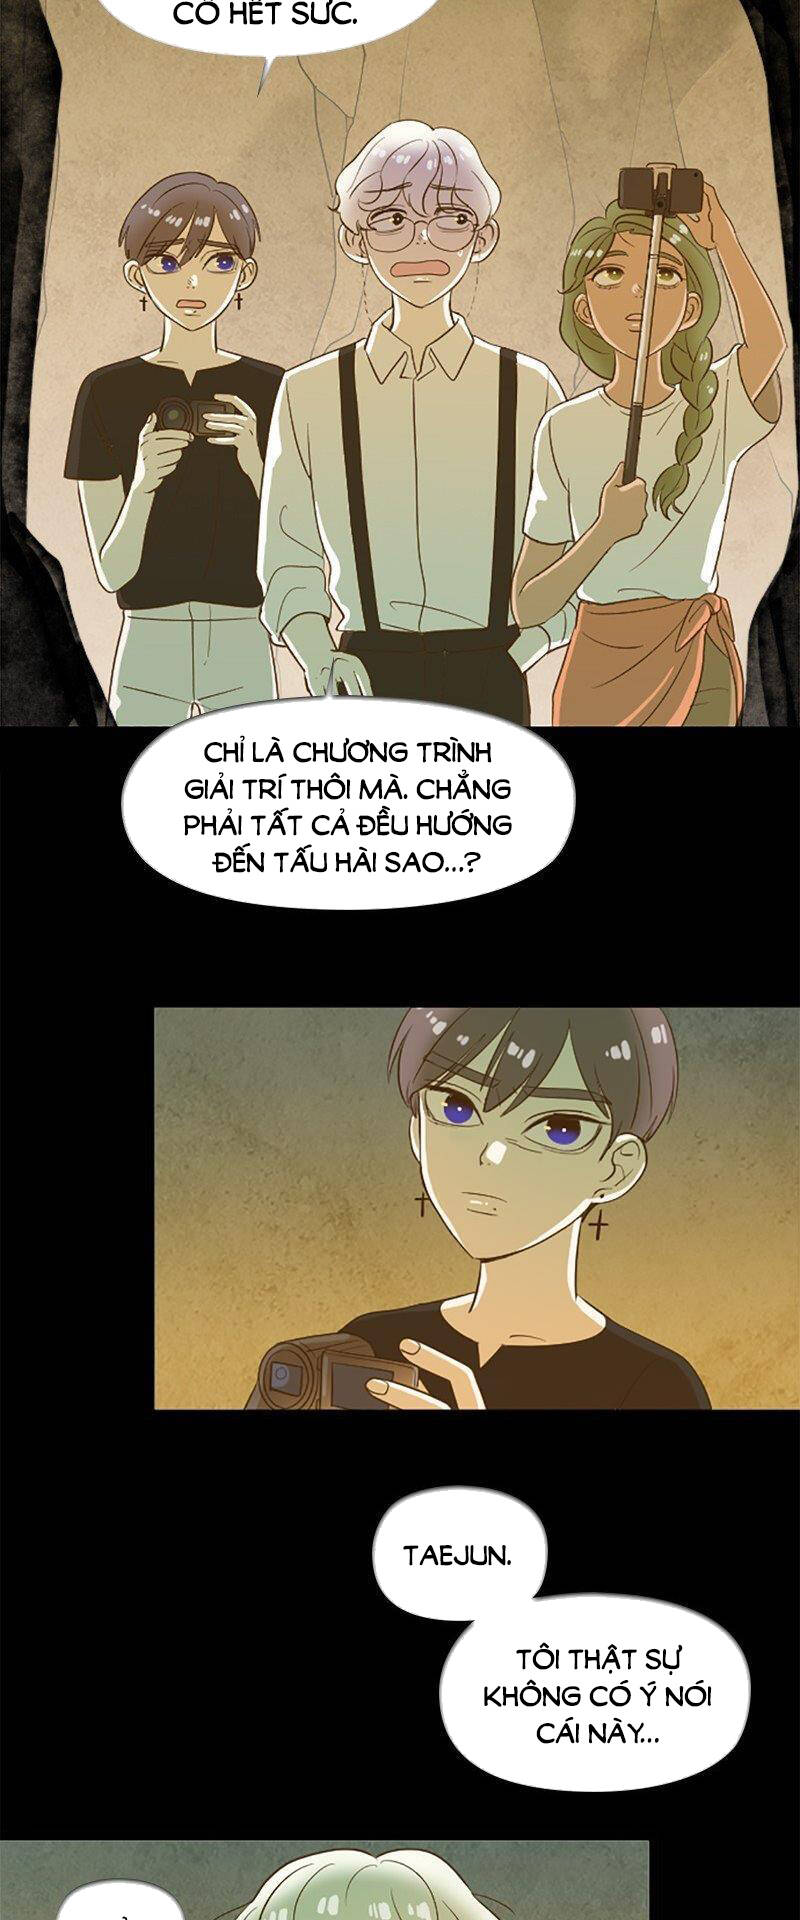 CỐ HẾT SỨC.
CHỈ LÀ CHƯƠNG TRÌNH
GIẢI TRÍ THÔI MÀ. CHẲNG
PHẢI TẤT CẢ ĐỀU HƯỚNG
ĐẾN TẤU HÀI SAO...?
TAEJUN.
TÔI THẬT SỰ
KHÔNG CÓ Ý NÓI
CÁI NÀY...